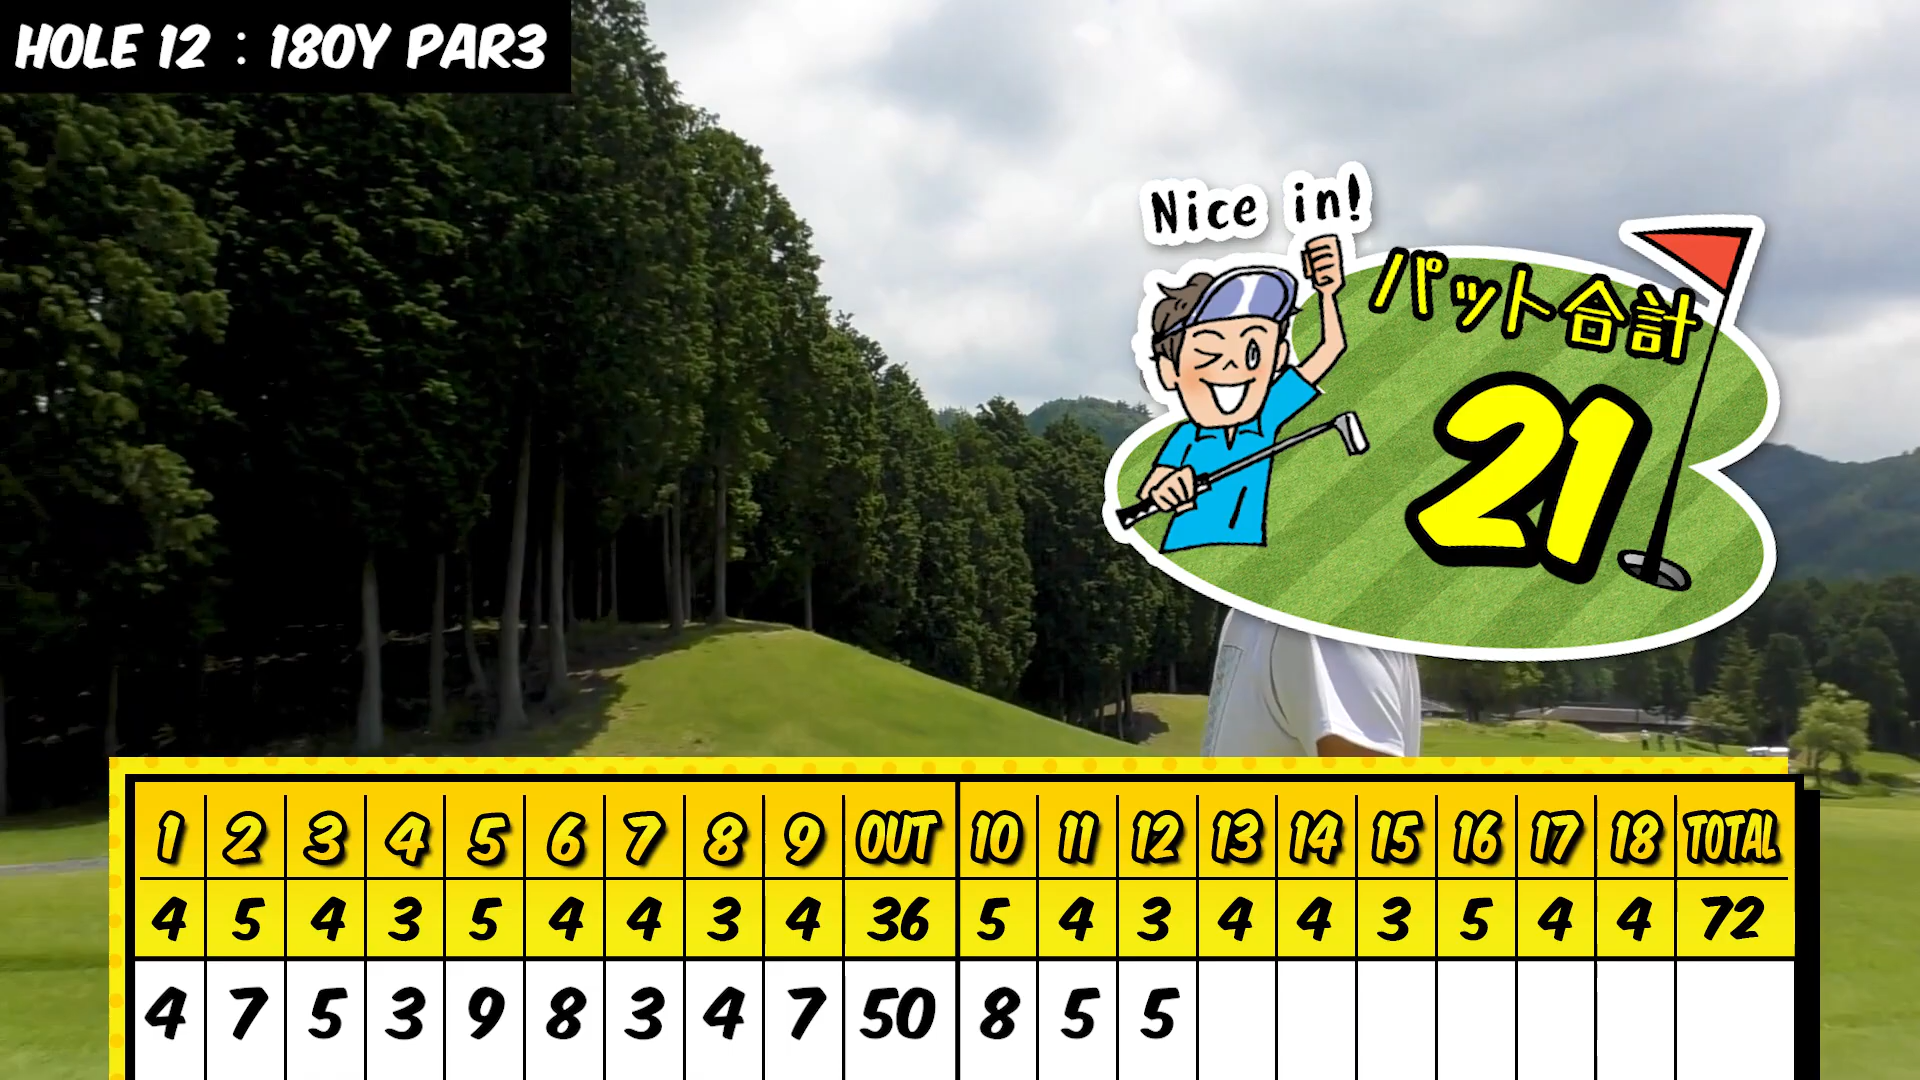 HOLE 12 : 180Y PAR3
Nice in!
パット合計
21
1 2 3 4 5 6 7 8 9 OUT 10 11 12 13 14 15 16 17 18 TOTAL
4 5 4 3 5 4 4 3 4 36 5 4 3 4 4 3 5 4 4 72
4 7 5 3 9 8 3 4 7 50 8 5 5